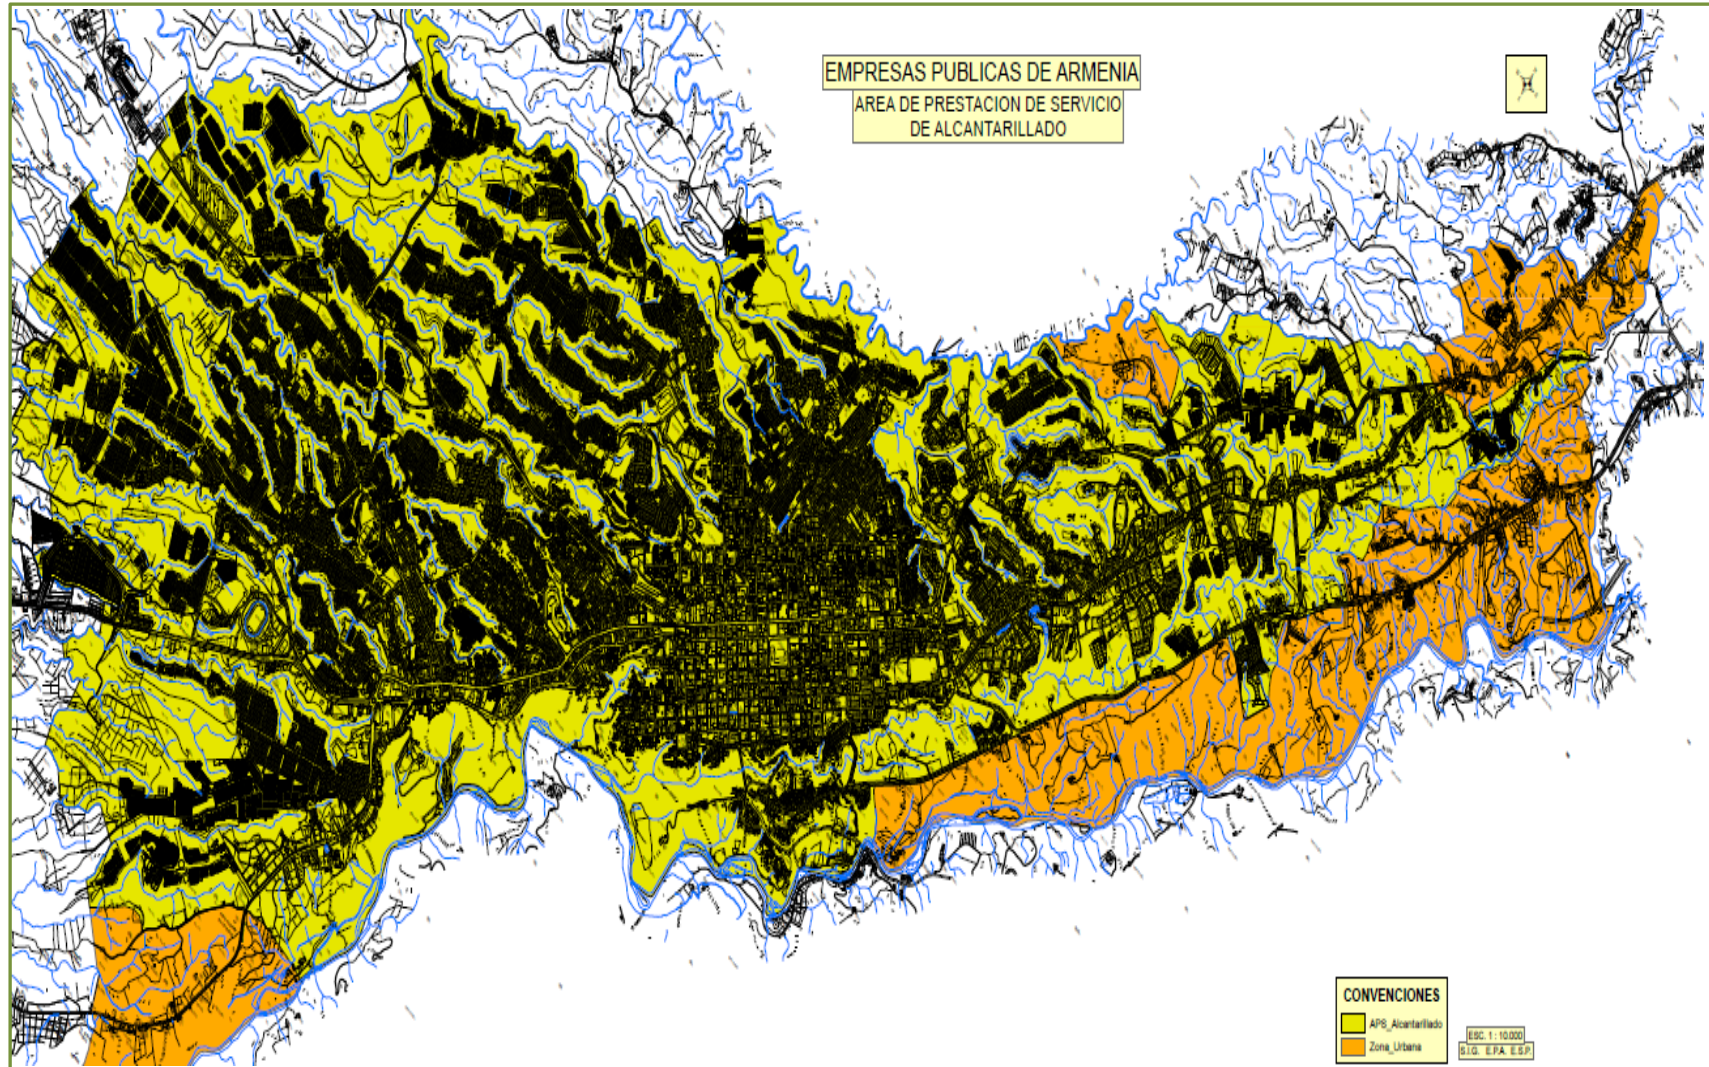 EMPRESAS PUBLICAS DE ARMENIA
AREA DE PRESTACION DE SERVICIO
DE ALCANTARILLADO
CONVENCIONES
APS_Alcantarillado
Zona_Urbana
ESC. 1 : 10.000
S.I.G. E.P.A. E.S.P.